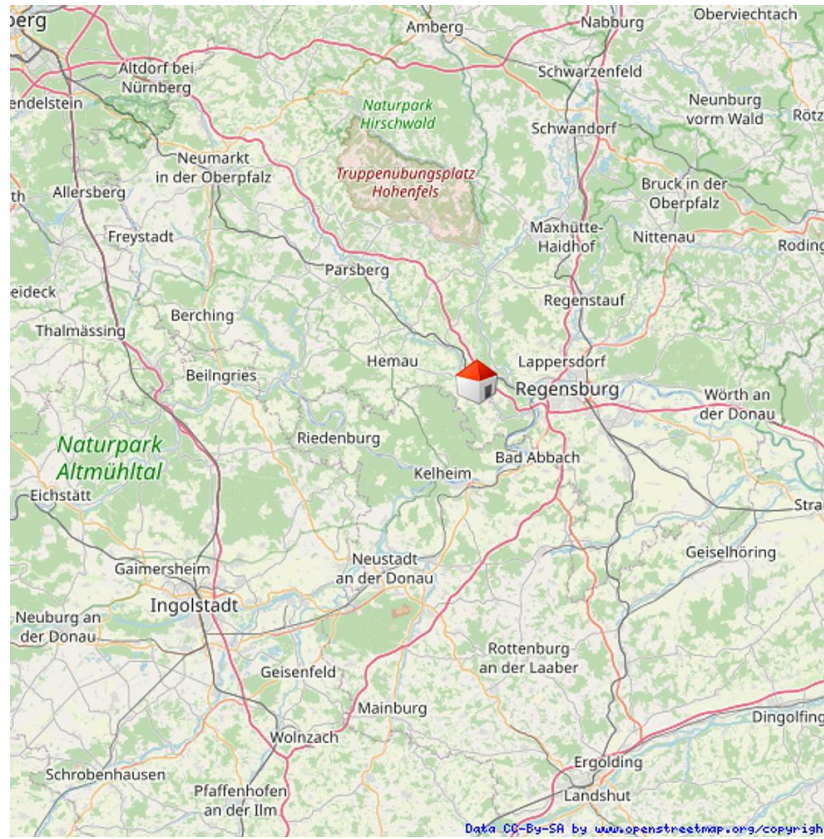 berg
Amberg
Nabburg
Oberviechtach
Altdorf bei
Nürnberg
Schwarzenfeld
endelstein
Naturpark
Hirschwald
Neunburg
vorm Wald
Rötz
Schwandorf
Neumarkt
in der Oberpfalz
Truppenübungsplatz
Hohenfels
th
Allersberg
Bruck in der
Oberpfalz
Freystadt
Maxhütte-
Haidhof
Nittenau
Roding
Parsberg
eideck
Regenstauf
Berching
Thalmässing
Hemau
Lappersdorf
Beilngries
Regensburg
Wörth an
der Donau
Naturpark
Altmühltal
Riedenburg
Bad Abbach
Kelheim
Eichstätt
Stra
Neustadt
an der Donau
Geiselhöring
Gaimersheim
Ingolstadt
Neuburg an
der Donau
Rottenburg
an der Laaber
Geisenfeld
Mainburg
Dingolfing
Wolnzach
Ergolding
Schrobenhausen
Pfaffenhofen
an der Ilm
Landshut
Data CC-By-SA by www.openstreetmap.org/copyrigh